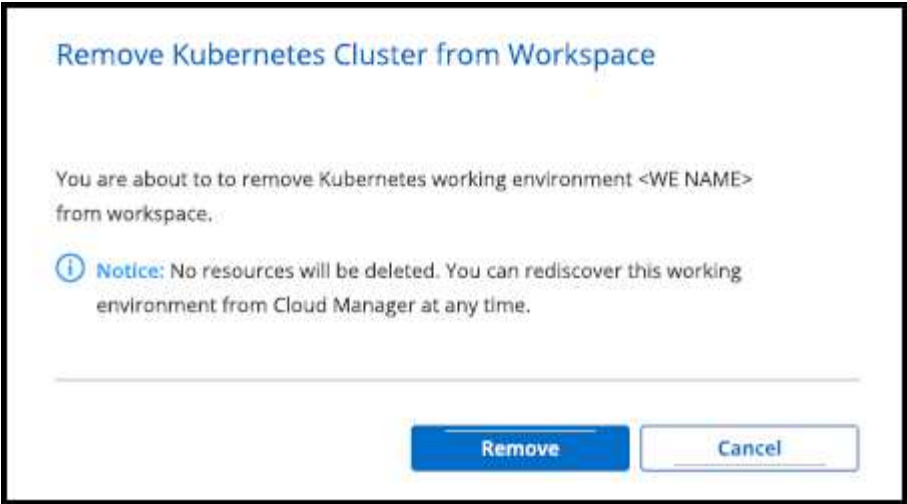 Remove Kubernetes Cluster from Workspace
You are about to to remove Kubernetes working environment <WE NAME>
from workspace.
Notice: No resources will be deleted. You can rediscover this working
environment from Cloud Manager at any time.
Remove Cancel